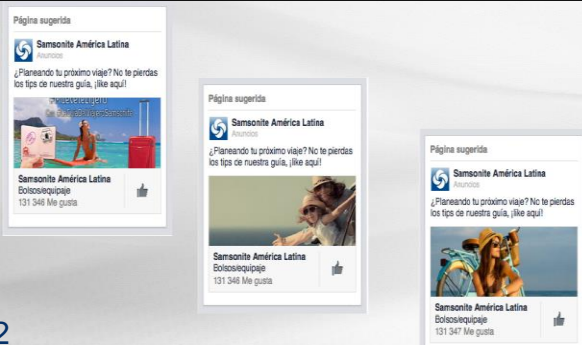 Página sugerida
Samsonite América Latina
Anuncios
¿Planeando tu próximo viaje? No te pierdas
los tips de nuestra guía, ¡like aquí!
Samsonite América Latina
Bolsos/equipaje
131 346 Me gusta
Página sugerida
Samsonite América Latina
Anuncios
¿Planeando tu próximo viaje? No te pierdas
los tips de nuestra guía, ¡like aquí!
Samsonite América Latina
Bolsos/equipaje
131 346 Me gusta
Página sugerida
Samsonite América Latina
Anuncios
¿Planeando tu próximo viaje? No te pierdas
los tips de nuestra guía, ¡like aquí!
Samsonite América Latina
Bolsos/equipaje
131 347 Me gusta
2